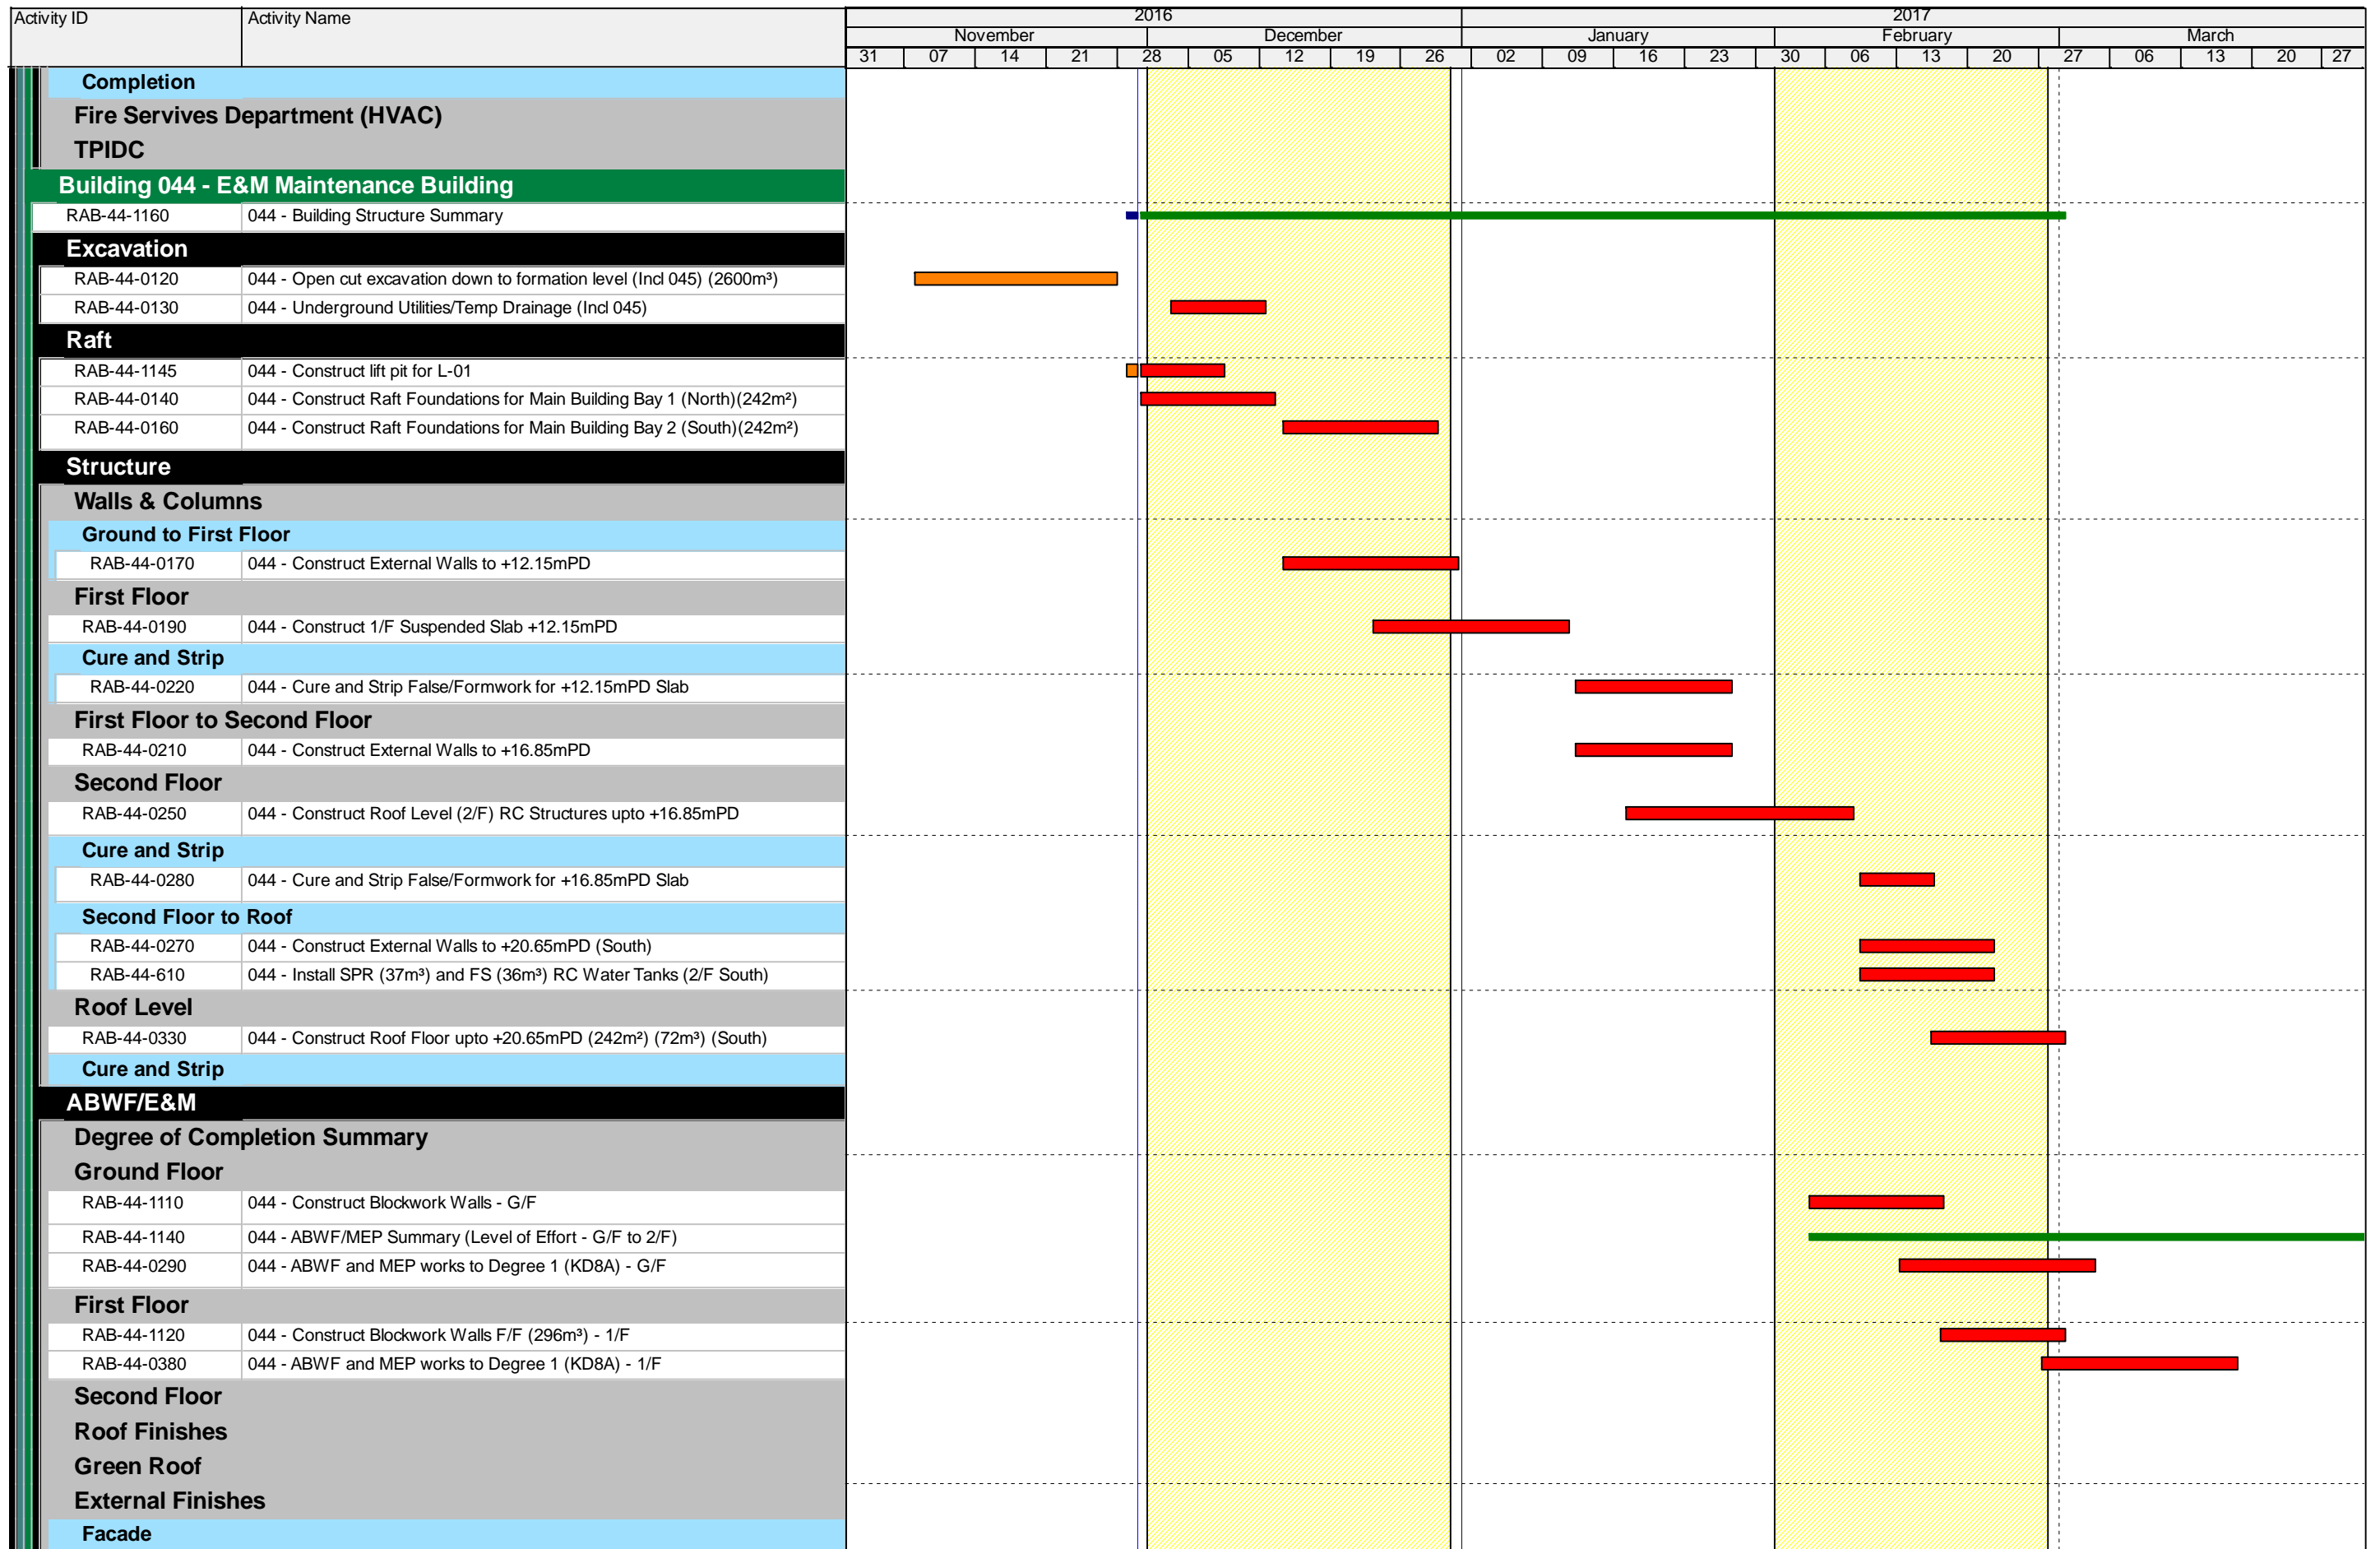 Activity ID Activity Name 2016 2017
November December January February March
31 07 14 21 28 05 12 19 26 02 09 16 23 30 06 13 20 27 06 13 20 27
Completion
Fire Servives Department (HVAC)
TPIDC
Building 044 - E&M Maintenance Building
RAB-44-1160 044 - Building Structure Summary
Excavation
RAB-44-0120 044 - Open cut excavation down to formation level (Incl 045) (2600m³)
RAB-44-0130 044 - Underground Utilities/Temp Drainage (Incl 045)
Raft
RAB-44-1145 044 - Construct lift pit for L-01
RAB-44-0140 044 - Construct Raft Foundations for Main Building Bay 1 (North)(242m²)
RAB-44-0160 044 - Construct Raft Foundations for Main Building Bay 2 (South)(242m²)
Structure
Walls & Columns
Ground to First Floor
RAB-44-0170 044 - Construct External Walls to +12.15mPD
First Floor
RAB-44-0190 044 - Construct 1/F Suspended Slab +12.15mPD
Cure and Strip
RAB-44-0220 044 - Cure and Strip False/Formwork for +12.15mPD Slab
First Floor to Second Floor
RAB-44-0210 044 - Construct External Walls to +16.85mPD
Second Floor
RAB-44-0250 044 - Construct Roof Level (2/F) RC Structures upto +16.85mPD
Cure and Strip
RAB-44-0280 044 - Cure and Strip False/Formwork for +16.85mPD Slab
Second Floor to Roof
RAB-44-0270 044 - Construct External Walls to +20.65mPD (South)
RAB-44-610 044 - Install SPR (37m³) and FS (36m³) RC Water Tanks (2/F South)
Roof Level
RAB-44-0330 044 - Construct Roof Floor upto +20.65mPD (242m²) (72m³) (South)
Cure and Strip
ABWF/E&M
Degree of Completion Summary
Ground Floor
RAB-44-1110 044 - Construct Blockwork Walls - G/F
RAB-44-1140 044 - ABWF/MEP Summary (Level of Effort - G/F to 2/F)
RAB-44-0290 044 - ABWF and MEP works to Degree 1 (KD8A) - G/F
First Floor
RAB-44-1120 044 - Construct Blockwork Walls F/F (296m³) - 1/F
RAB-44-0380 044 - ABWF and MEP works to Degree 1 (KD8A) - 1/F
Second Floor
Roof Finishes
Green Roof
External Finishes
Facade